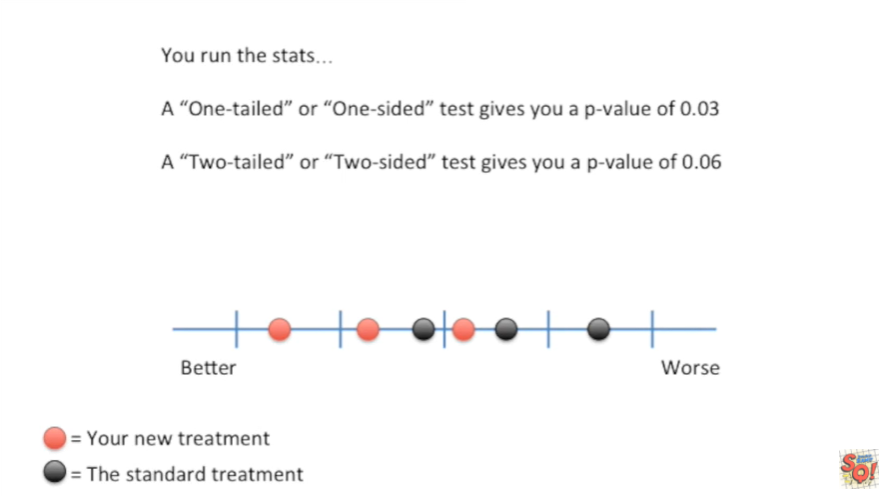 You run the stats…
A “One-tailed” or “One-sided” test gives you a p-value of 0.03
A “Two-tailed” or “Two-sided” test gives you a p-value of 0.06
Better
Worse
= Your new treatment
= The standard treatment
SO!